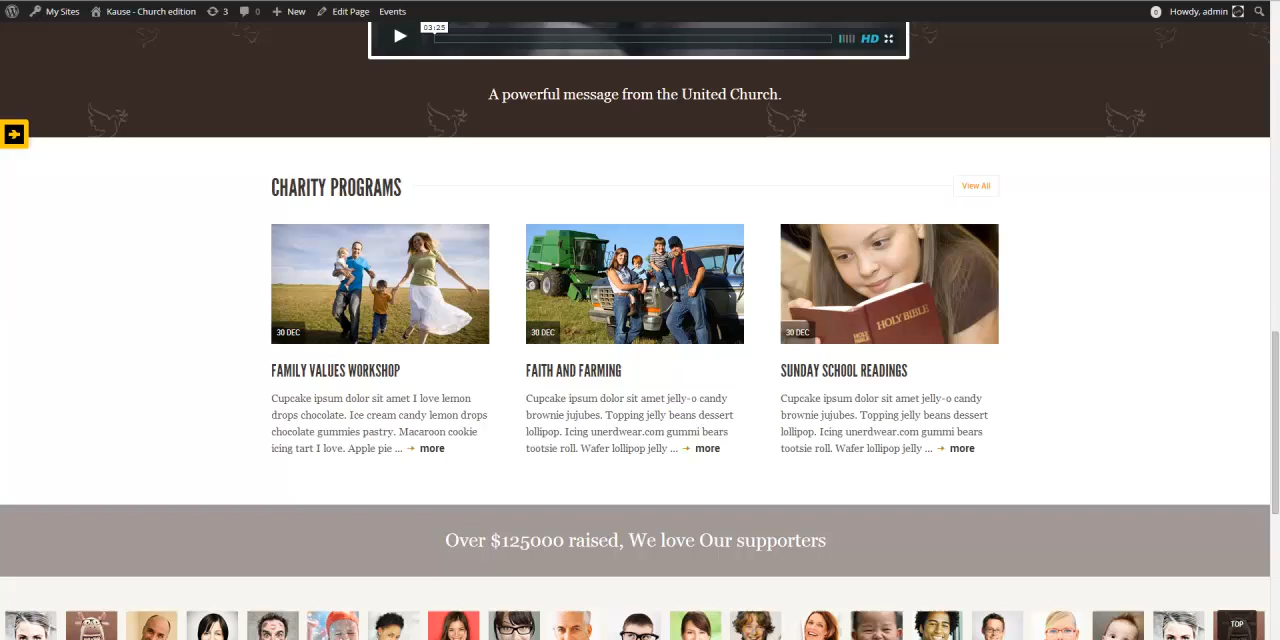 My Sites Kause - Church edition 3 0 New Edit Page Events 0 Howdy, admin
03:25
HD
A powerful message from the United Church.
CHARITY PROGRAMS View All
HOLY BIBLE
HOLY BIBLE
30 DEC 30 DEC 30 DEC
FAMILY VALUES WORKSHOP
Cupcake ipsum dolor sit amet I love lemon
drops chocolate. Ice cream candy lemon drops
chocolate gummies pastry. Macaroon cookie
icing tart I love. Apple pie ... → more
FAITH AND FARMING
Cupcake ipsum dolor sit amet jelly-o candy
brownie jujubes. Topping jelly beans dessert
lollipop. Icing unerdwear.com gummi bears
tootsie roll. Wafer lollipop jelly ... → more
SUNDAY SCHOOL READINGS
Cupcake ipsum dolor sit amet jelly-o candy
brownie jujubes. Topping jelly beans dessert
lollipop. Icing unerdwear.com gummi bears
tootsie roll. Wafer lollipop jelly ... → more
Over $125000 raised, We love Our supporters
TOP